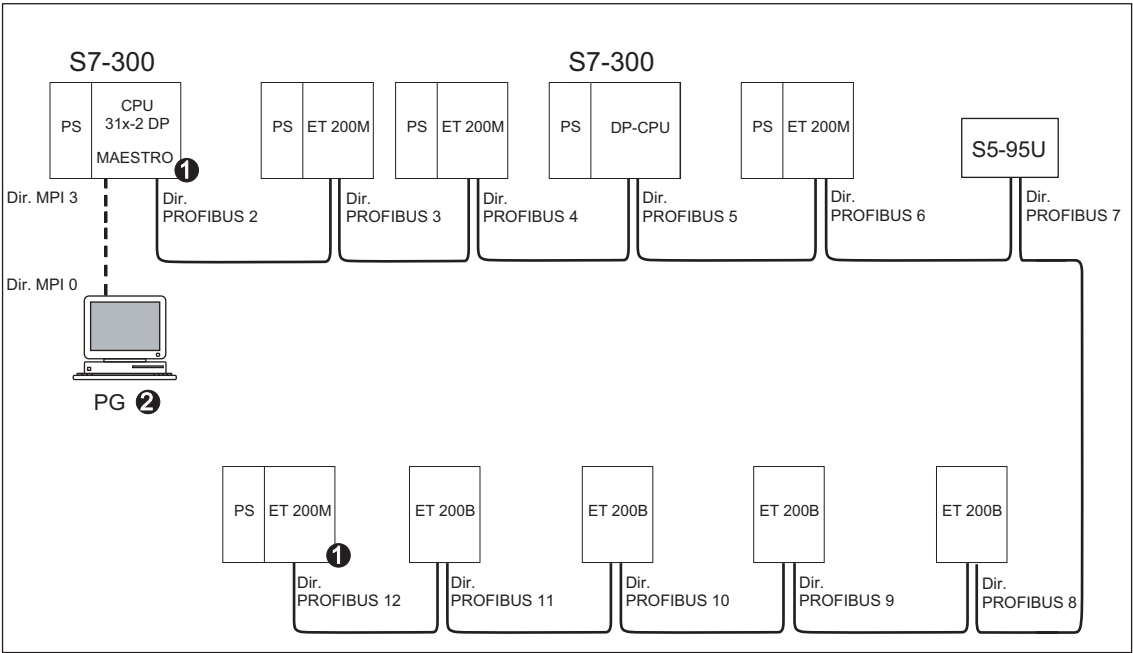 S7-300
S7-300
PS
CPU
31x-2 DP
MAESTRO
1
PS
ET 200M
PS
ET 200M
PS
DP-CPU
PS
ET 200M
S5-95U
Dir. MPI 3
Dir.
PROFIBUS 2
Dir.
PROFIBUS 3
Dir.
PROFIBUS 4
Dir.
PROFIBUS 5
Dir.
PROFIBUS 6
Dir.
PROFIBUS 7
Dir. MPI 0
PG 2
PS
ET 200M
1
ET 200B
ET 200B
ET 200B
ET 200B
Dir.
PROFIBUS 12
Dir.
PROFIBUS 11
Dir.
PROFIBUS 10
Dir.
PROFIBUS 9
Dir.
PROFIBUS 8